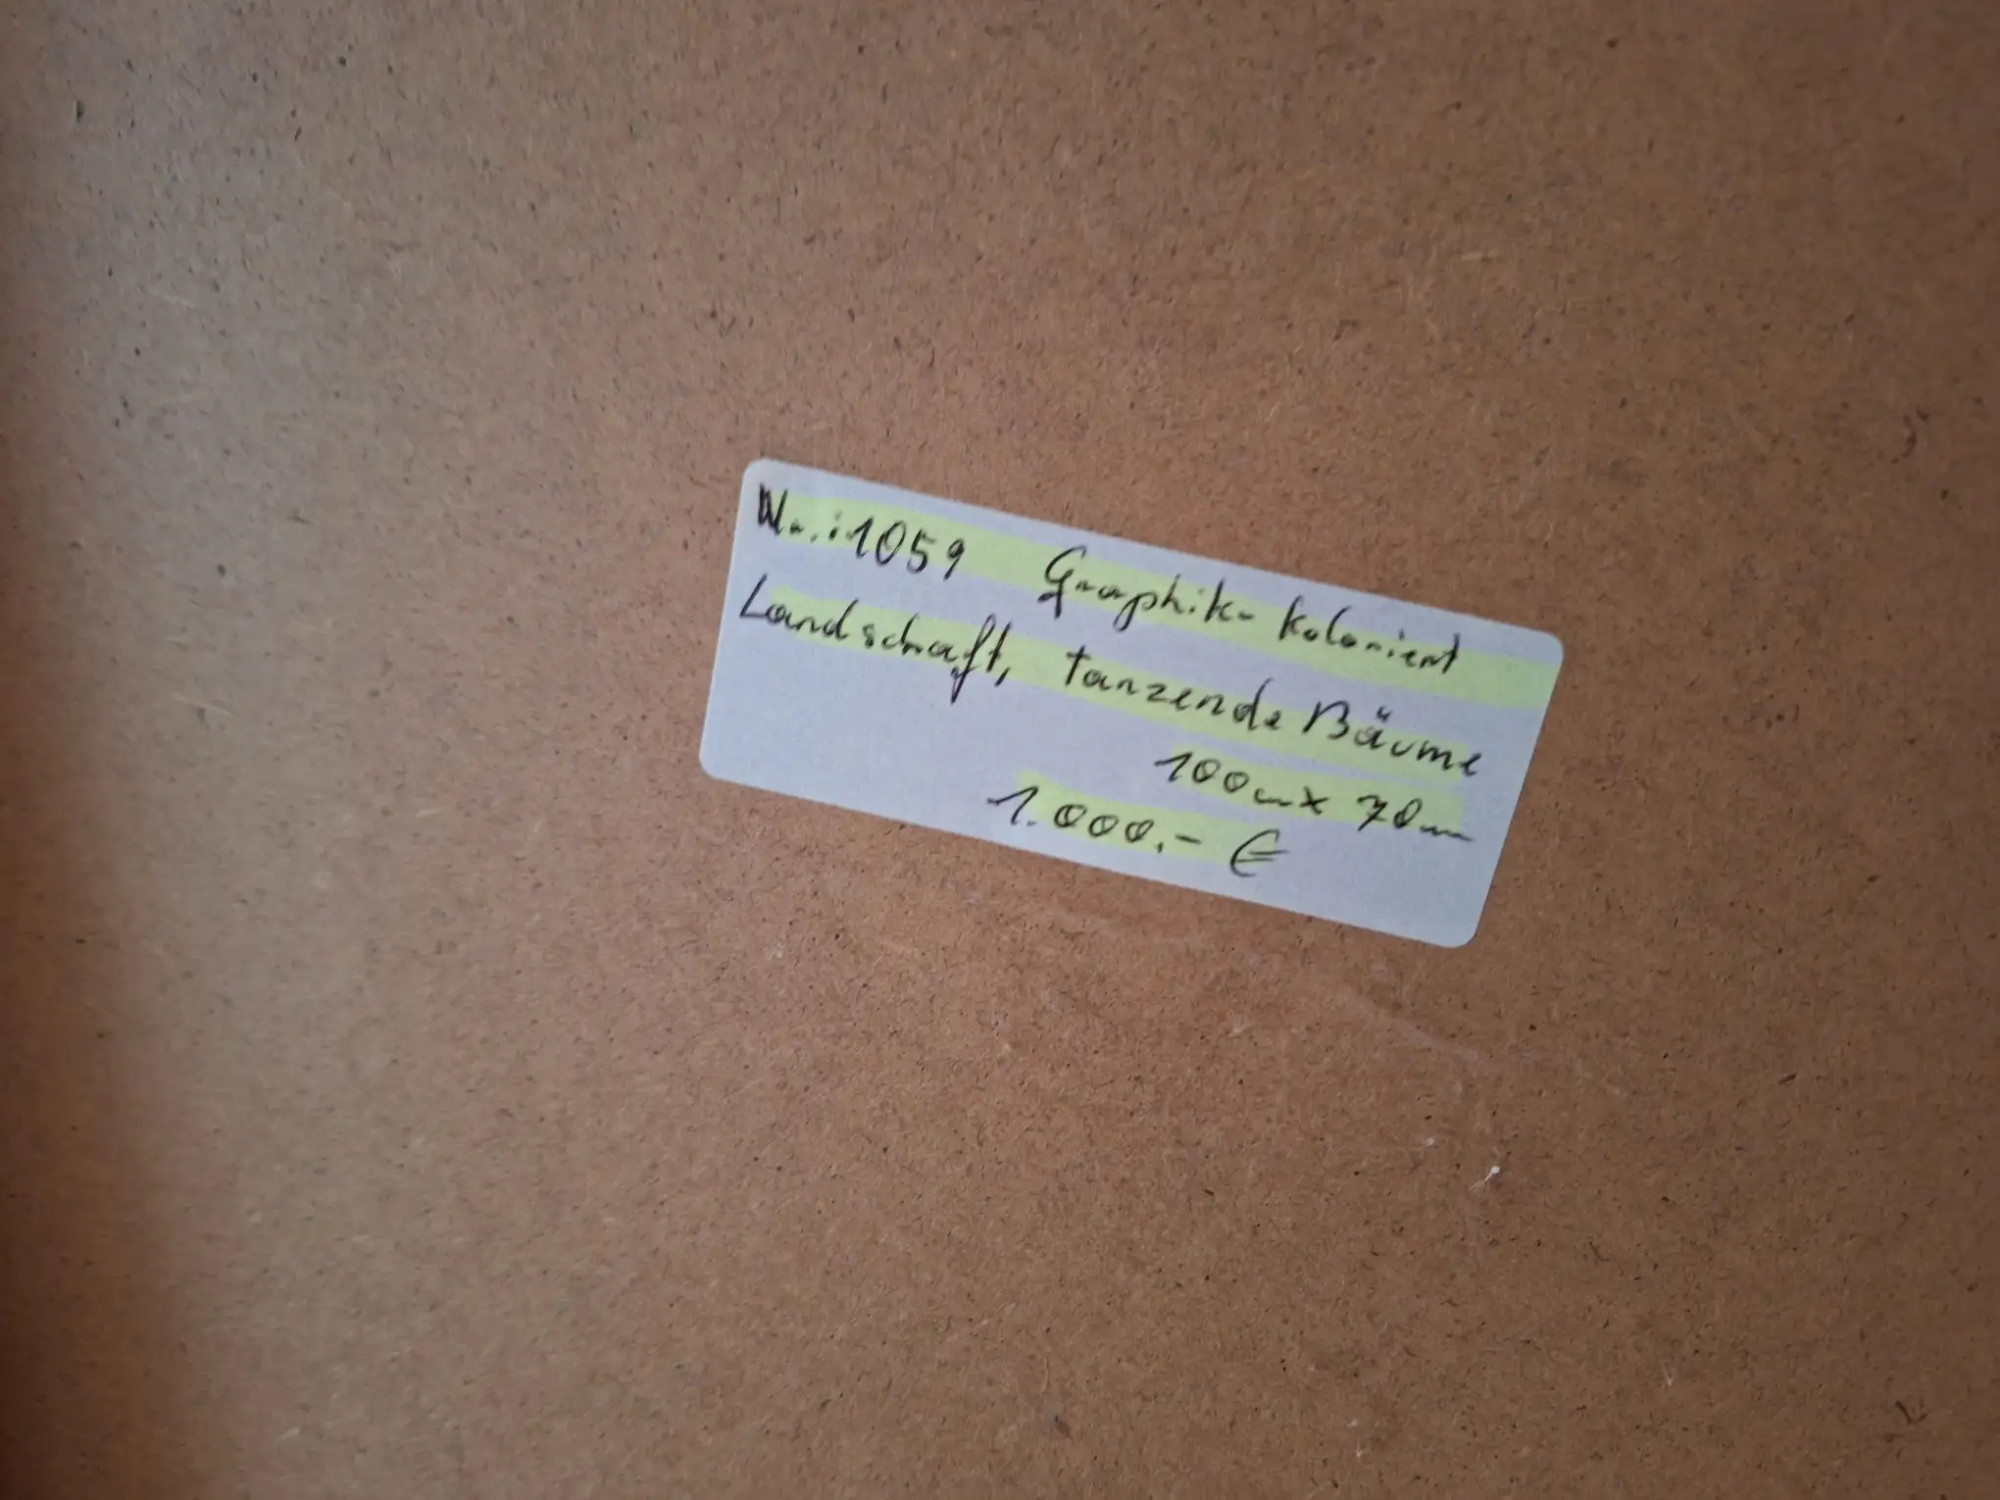 Nr.: 1059 Graphik- koloriert
Landschaft, tanzende Bäume
100cm x 70cm
1.000.- €